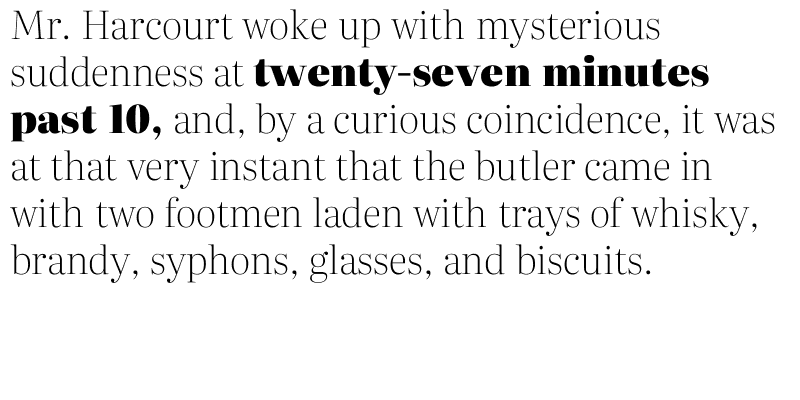 Mr. Harcourt woke up with mysterious
suddenness at twenty-seven minutes
past 10, and, by a curious coincidence, it was
at that very instant that the butler came in
with two footmen laden with trays of whisky,
brandy, syphons, glasses, and biscuits.